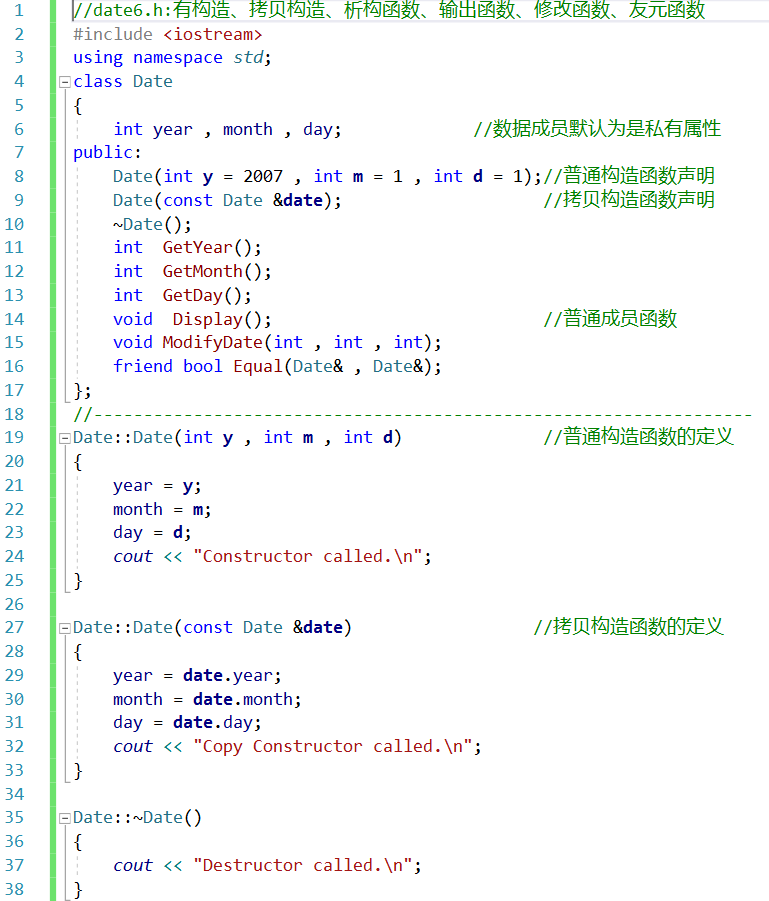 1 //date6.h:有构造、拷贝构造、析构函数、输出函数、修改函数、友元函数
2 #include <iostream>
3 using namespace std;
4 class Date
5 {
6     int year , month , day;             //数据成员默认为是私有属性
7 public:
8     Date(int y = 2007 , int m = 1 , int d = 1);//普通构造函数声明
9     Date(const Date &date);                    //拷贝构造函数声明
10     ~Date();
11     int  GetYear();
12     int  GetMonth();
13     int  GetDay();
14     void  Display();                           //普通成员函数
15     void ModifyDate(int , int , int);
16     friend bool Equal(Date& , Date&);
17 };
18 //------------------------------------------------------------------
19 Date::Date(int y , int m , int d)              //普通构造函数的定义
20 {
21     year = y;
22     month = m;
23     day = d;
24     cout << "Constructor called.\n";
25 }
26
27 Date::Date(const Date &date)                  //拷贝构造函数的定义
28 {
29     year = date.year;
30     month = date.month;
31     day = date.day;
32     cout << "Copy Constructor called.\n";
33 }
34
35 Date::~Date()
36 {
37     cout << "Destructor called.\n";
38 }